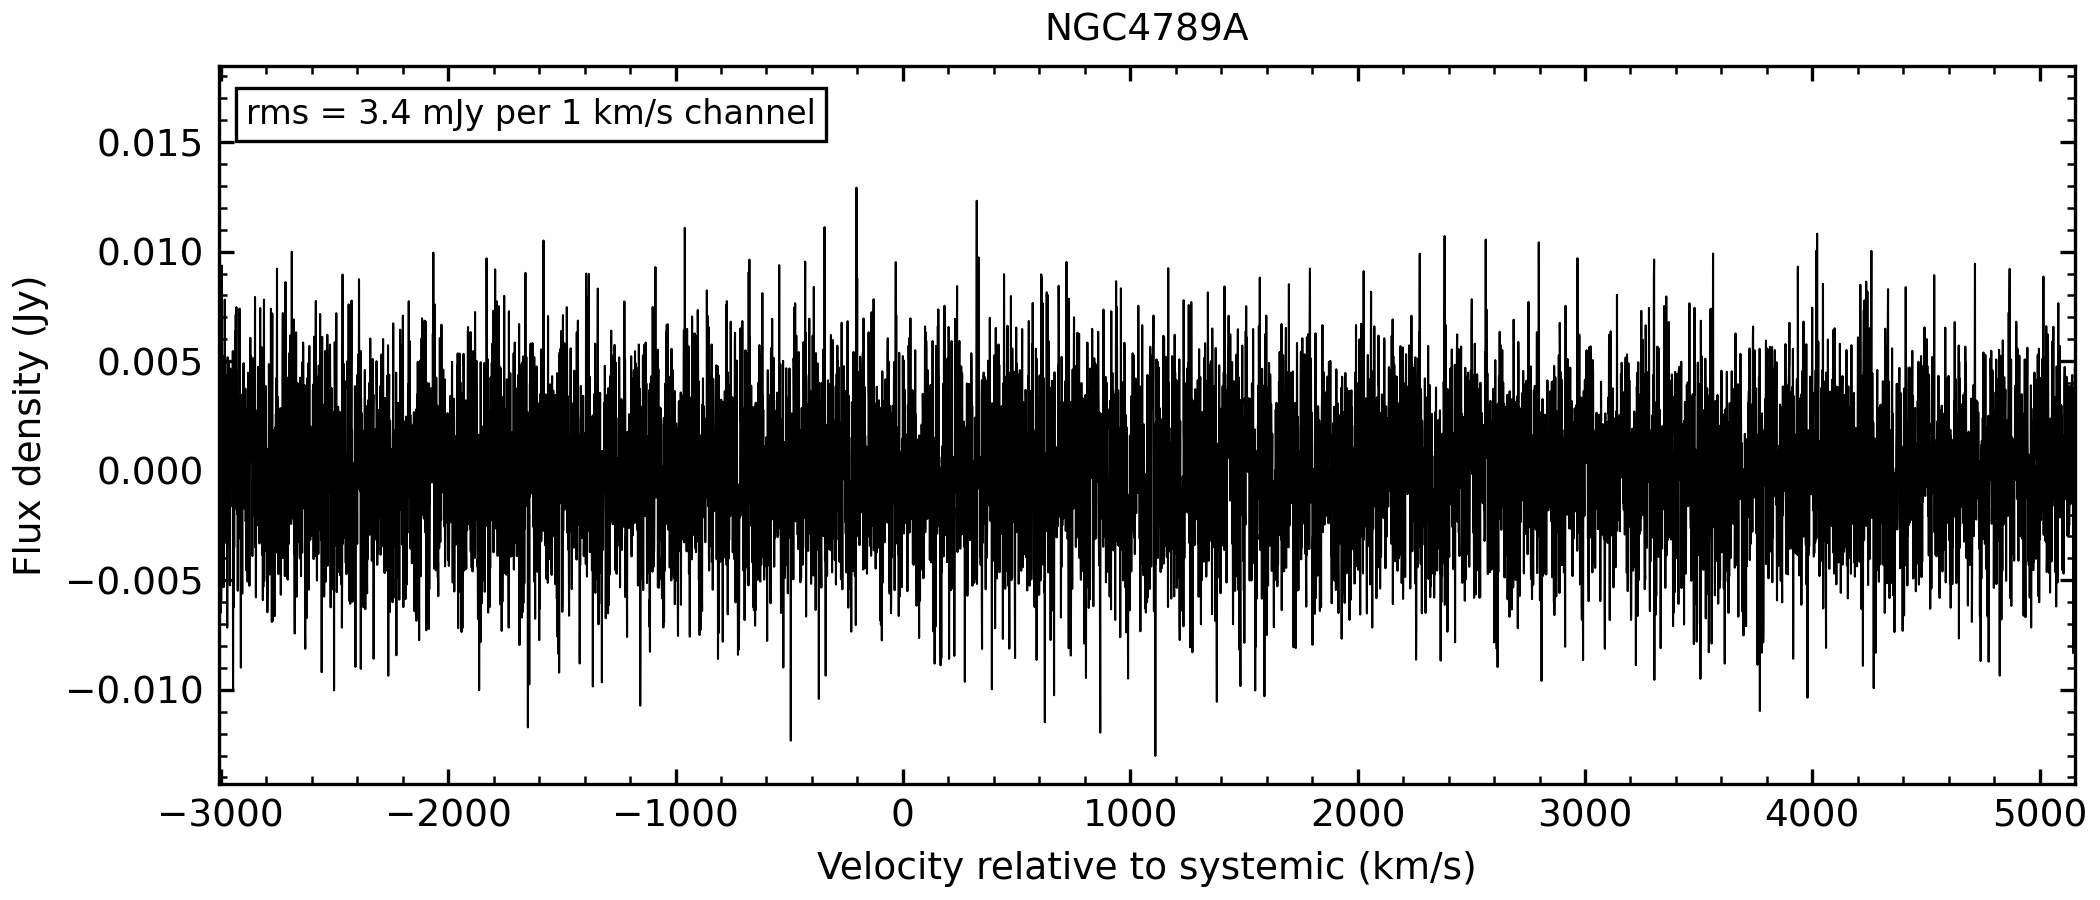 NGC4789A
rms = 3.4 mJy per 1 km/s channel
0.015
0.010
0.005
0.000
−0.005
−0.010
Flux density (Jy)
−3000 −2000 −1000 0 1000 2000 3000 4000 5000
Velocity relative to systemic (km/s)